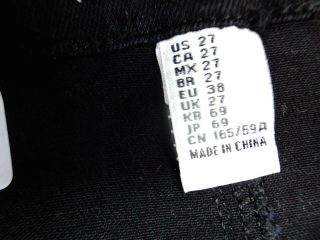 US 27
CA 27
MX 27
BR 27
EU 38
UK 27
KR 69
JP 69
CN 165/69A
MADE IN CHINA